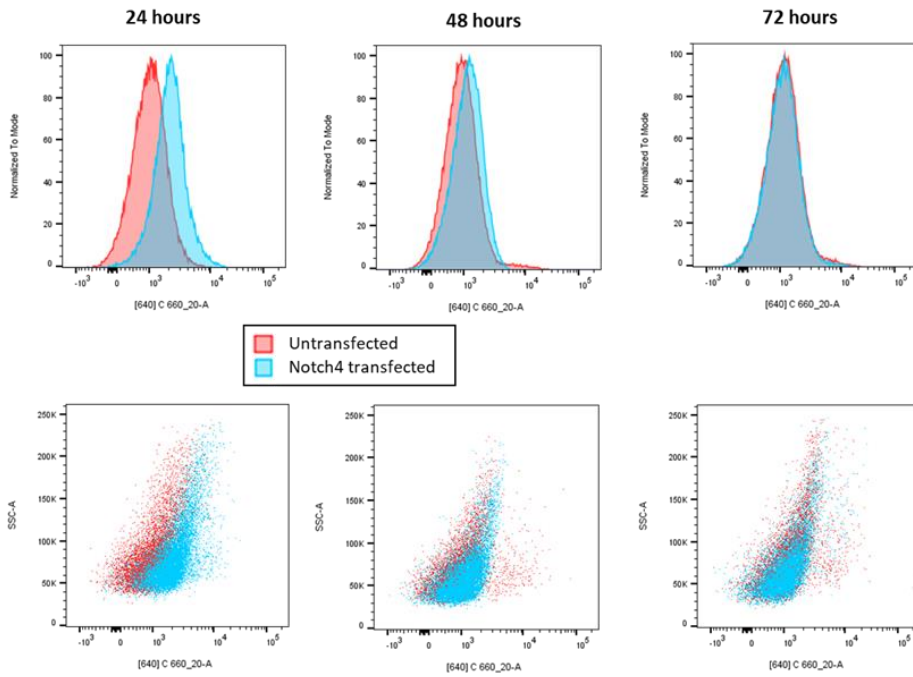 24 hours
48 hours
72 hours
Normalized To Mode
100
80
60
40
20
0
-10³ 0 10³ 10⁴ 10⁵
[640] C 660_20-A
Normalized To Mode
100
80
60
40
20
0
-10³ 0 10³ 10⁴ 10⁵
[640] C 660_20-A
Normalized To Mode
100
80
60
40
20
0
-10³ 0 10³ 10⁴ 10⁵
[640] C 660_20-A
Untransfected
Notch4 transfected
SSC-A
250K
200K
150K
100K
50K
0
-10³ 0 10³ 10⁴ 10⁵
[640] C 660_20-A
SSC-A
250K
200K
150K
100K
50K
0
-10³ 0 10³ 10⁴ 10⁵
[640] C 660_20-A
SSC-A
250K
200K
150K
100K
50K
0
-10³ 0 10³ 10⁴ 10⁵
[640] C 660_20-A